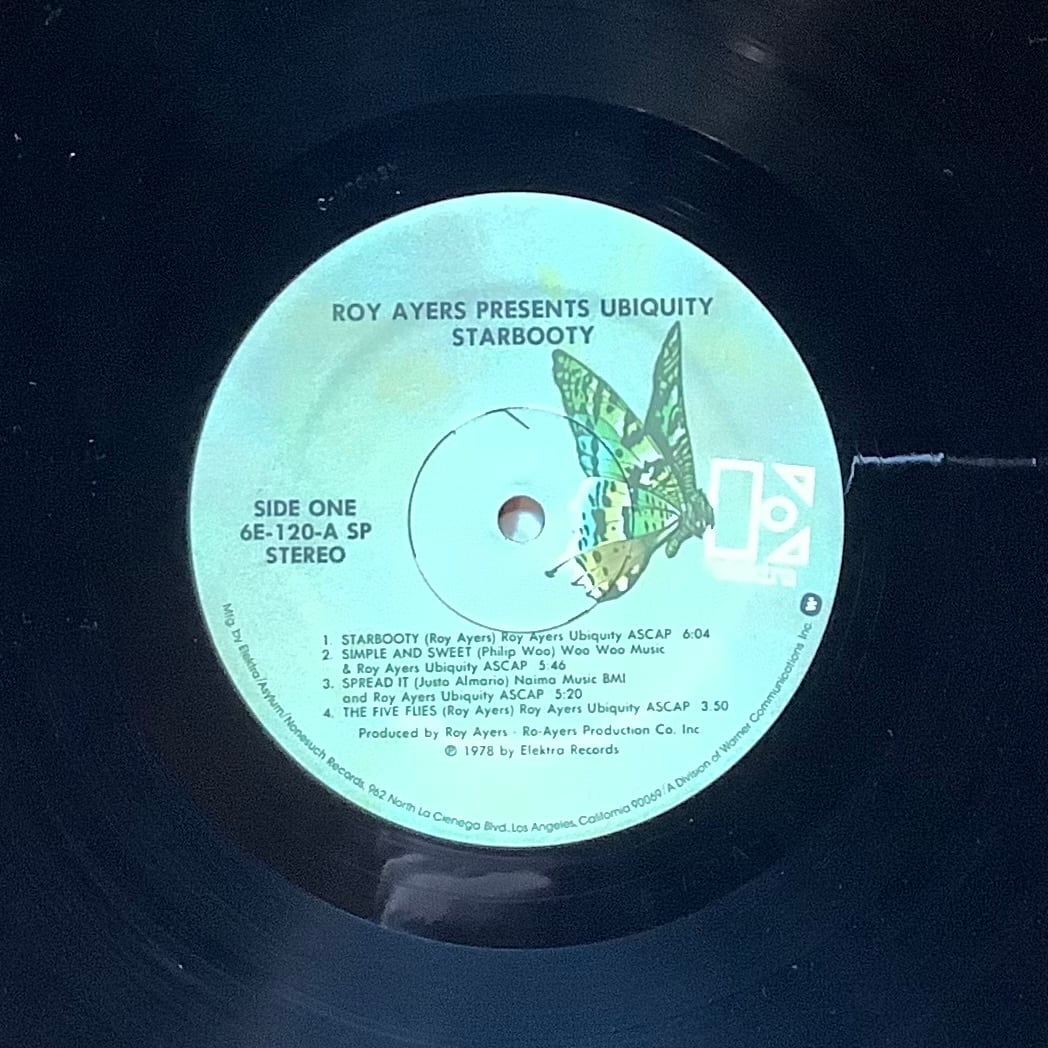 ROY AYERS PRESENTS UBIQUITY
STARBOOTY
SIDE ONE
6E-120-A SP
STEREO
1. STARBOOTY (Roy Ayers) Roy Ayers Ubiquity ASCAP 6:04
2. SIMPLE AND SWEET (Philip Woo) Woo Woo Music
& Roy Ayers Ubiquity ASCAP 5:46
3. SPREAD IT (Justo Almario) Naima Music BMI
and Roy Ayers Ubiquity ASCAP 5:20
4. THE FIVE FLIES (Roy Ayers) Roy Ayers Ubiquity ASCAP 3.50
Produced by Roy Ayers · Ro-Ayers Production Co. Inc
℗ 1978 by Elektra Records
Mfg. by Elektra/Asylum/Nonesuch Records, 962 North La Cienega Blvd., Los Angeles, California 90069/A Division of Warner Communications Inc.